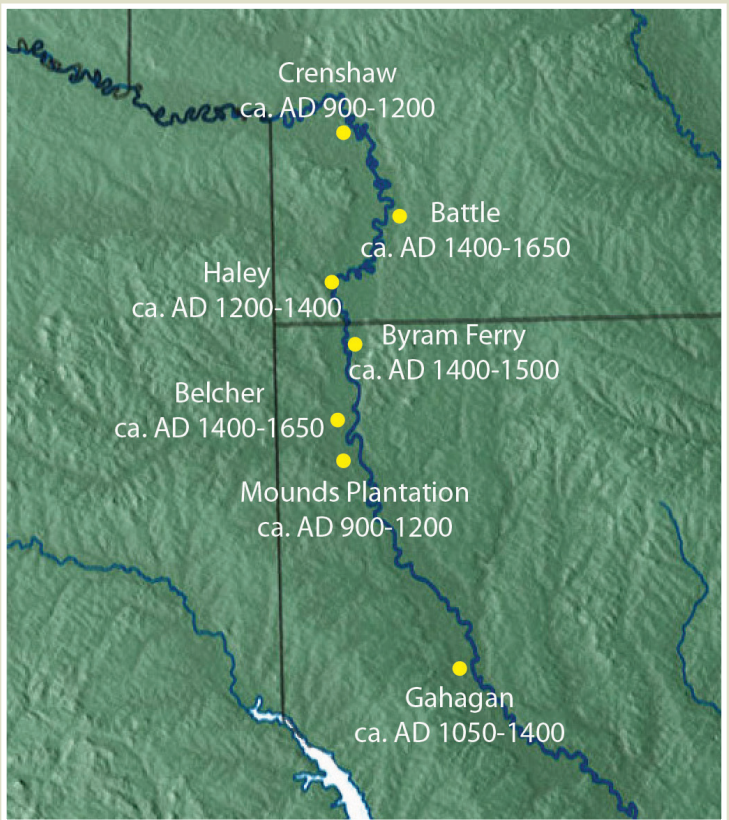 Crenshaw
ca. AD 900-1200
Battle
ca. AD 1400-1650
Haley
ca. AD 1200-1400
Byram Ferry
ca. AD 1400-1500
Belcher
ca. AD 1400-1650
Mounds Plantation
ca. AD 900-1200
Gahagan
ca. AD 1050-1400